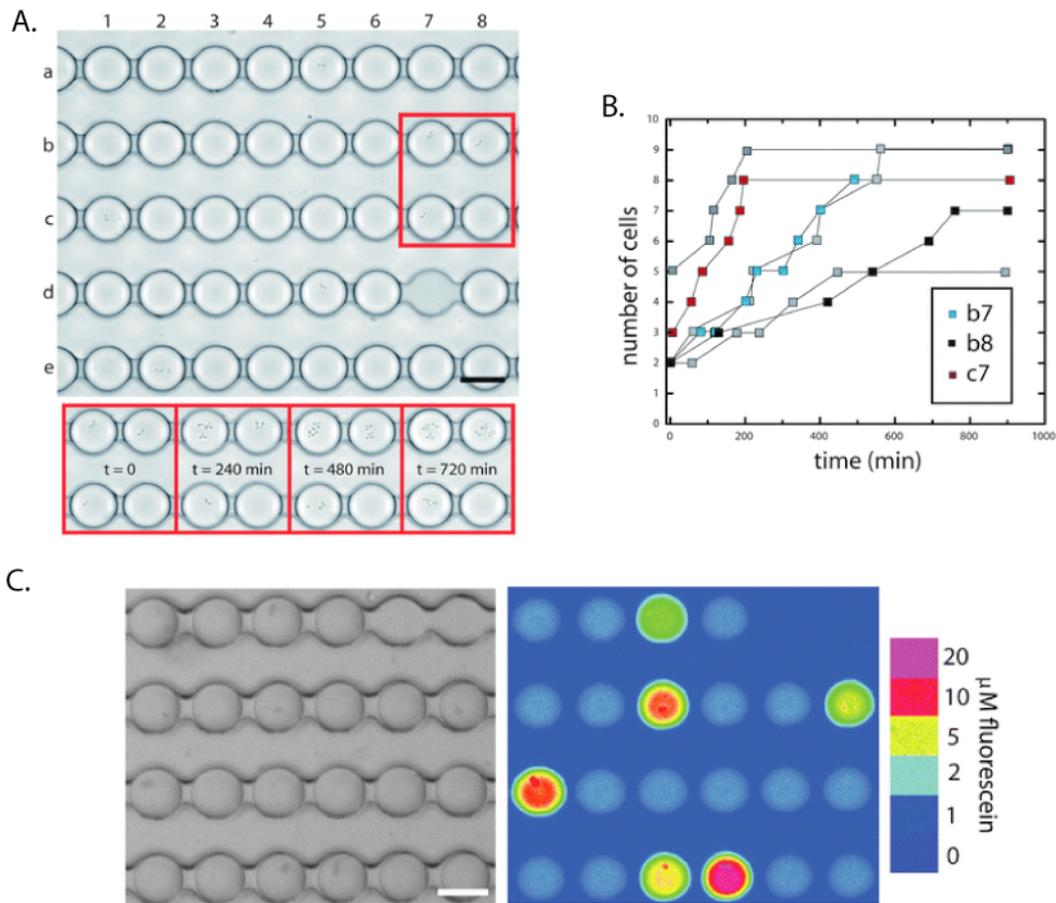 A.
1 2 3 4 5 6 7 8
a
b
c
d
e
t = 0 t = 240 min t = 480 min t = 720 min
B.
10
9
8
7
6
5
4
3
2
1
0
number of cells
0 200 400 600 800 1000
time (min)
b7
b8
c7
C.
20
10
5
2
1
0
µM fluorescein